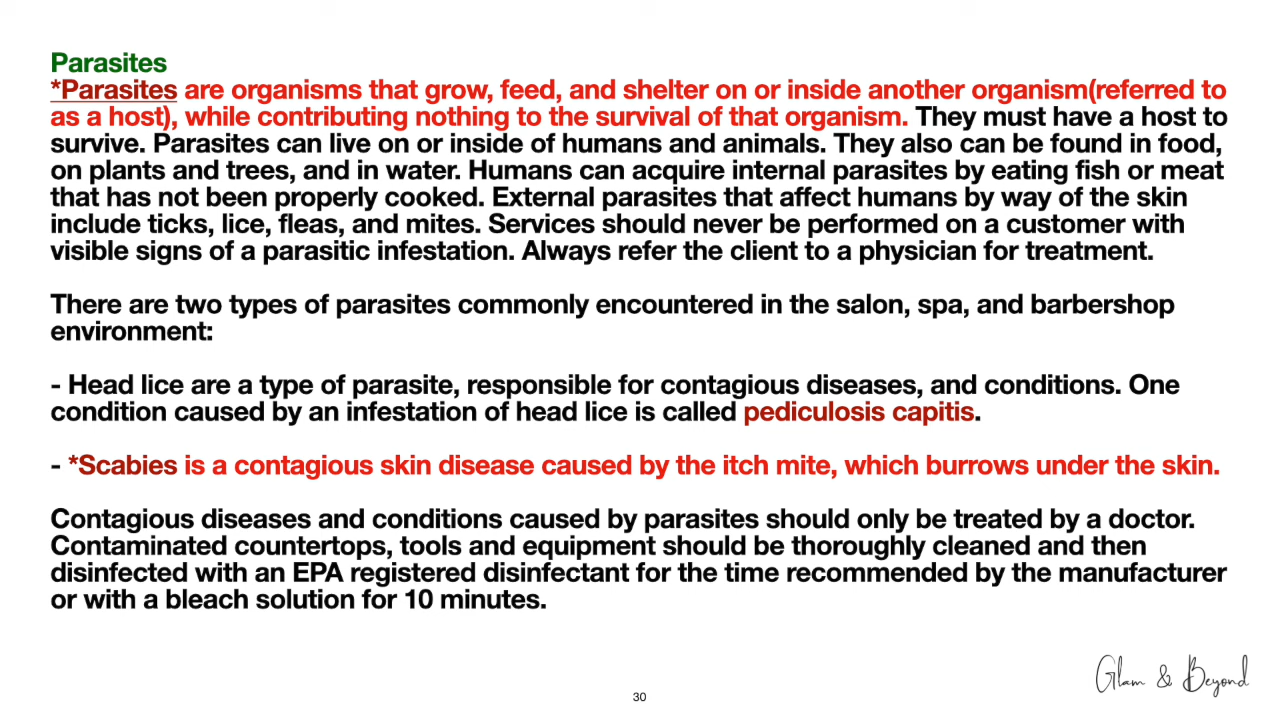 Parasites
*Parasites are organisms that grow, feed, and shelter on or inside another organism(referred to
as a host), while contributing nothing to the survival of that organism. They must have a host to
survive. Parasites can live on or inside of humans and animals. They also can be found in food,
on plants and trees, and in water. Humans can acquire internal parasites by eating fish or meat
that has not been properly cooked. External parasites that affect humans by way of the skin
include ticks, lice, fleas, and mites. Services should never be performed on a customer with
visible signs of a parasitic infestation. Always refer the client to a physician for treatment.
There are two types of parasites commonly encountered in the salon, spa, and barbershop
environment:
- Head lice are a type of parasite, responsible for contagious diseases, and conditions. One
condition caused by an infestation of head lice is called pediculosis capitis.
- *Scabies is a contagious skin disease caused by the itch mite, which burrows under the skin.
Contagious diseases and conditions caused by parasites should only be treated by a doctor.
Contaminated countertops, tools and equipment should be thoroughly cleaned and then
disinfected with an EPA registered disinfectant for the time recommended by the manufacturer
or with a bleach solution for 10 minutes.
Glam & Beyond
30